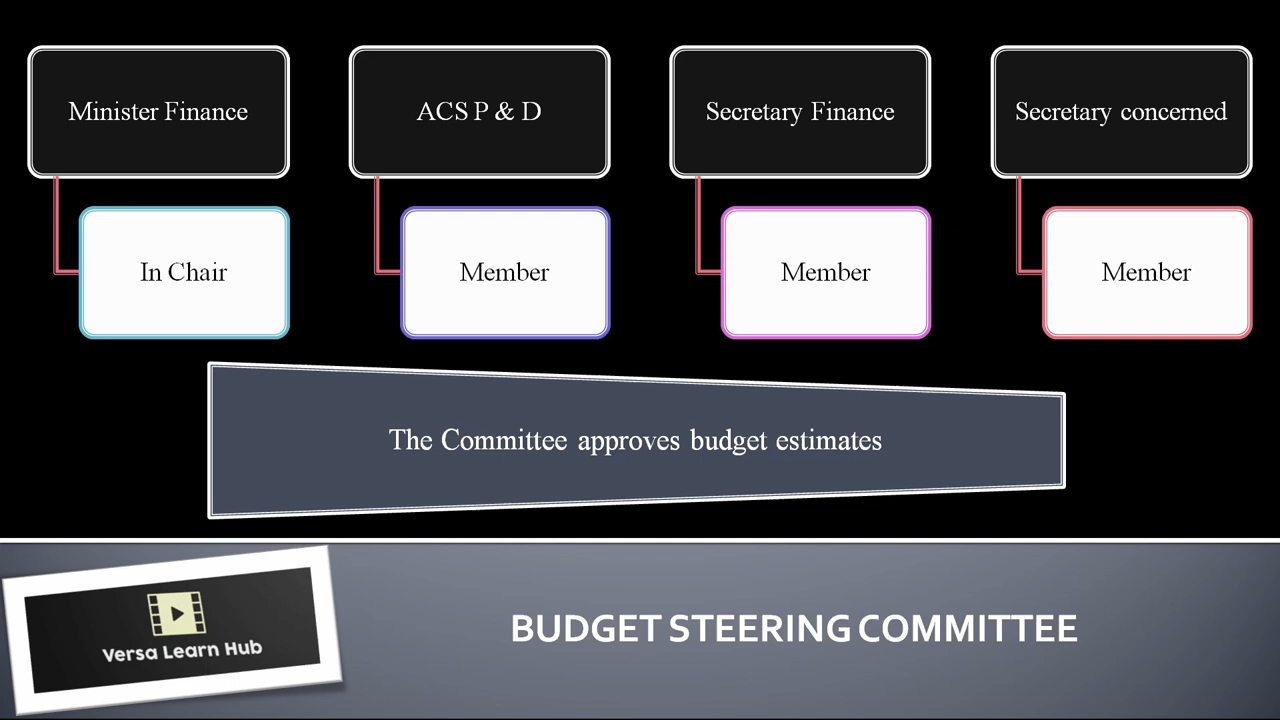 Minister Finance
ACS P & D
Secretary Finance
Secretary concerned
In Chair
Member
Member
Member
The Committee approves budget estimates
Versa Learn Hub
BUDGET STEERING COMMITTEE